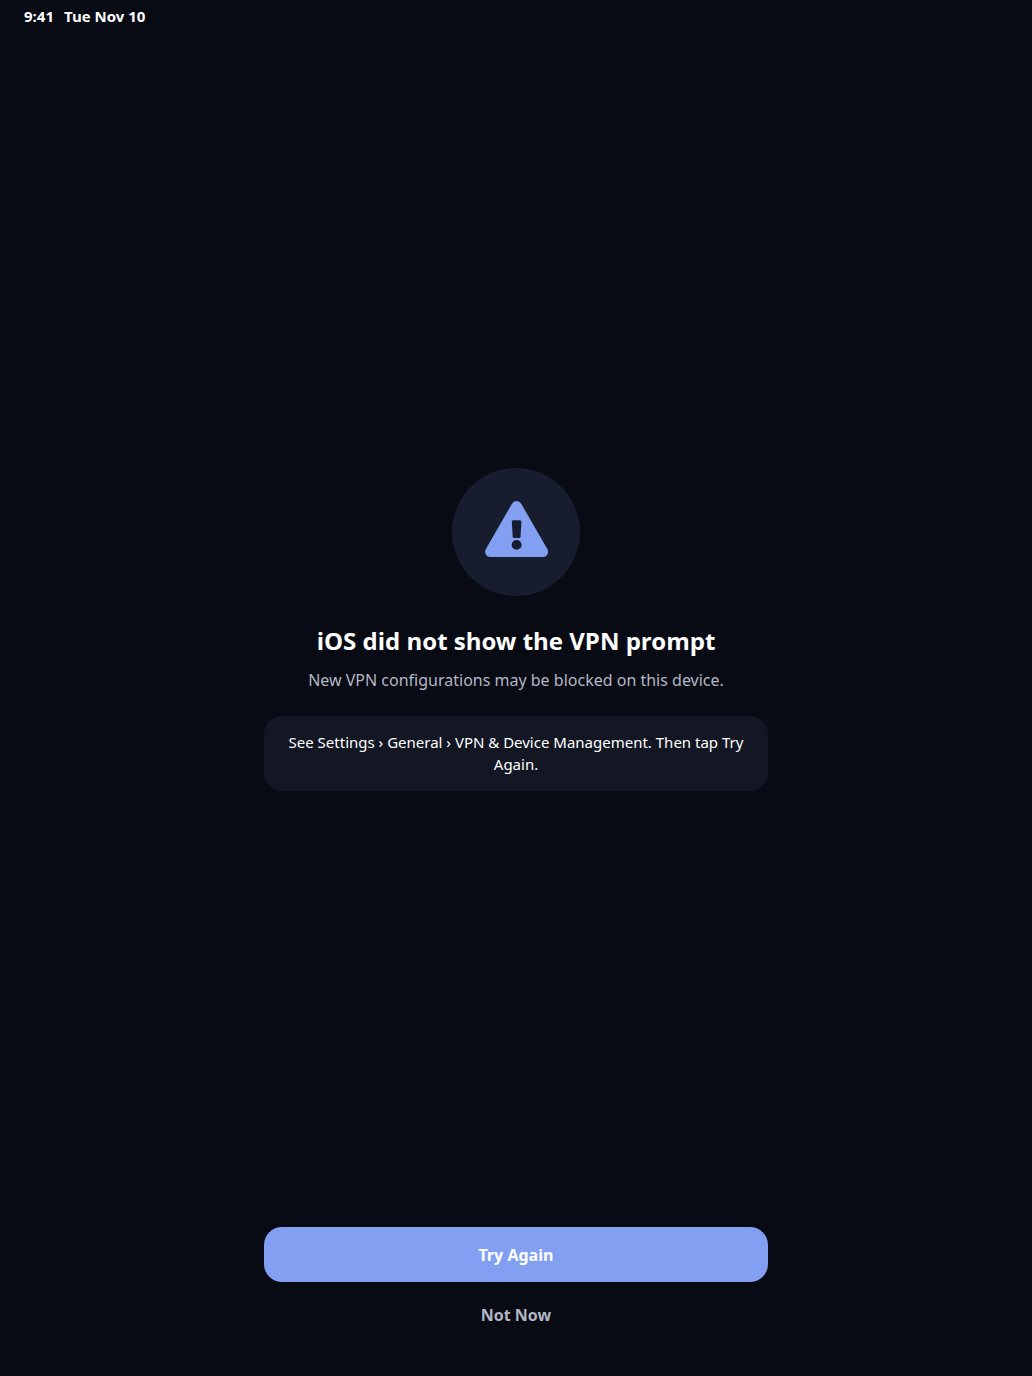 9:41 Tue Nov 10
iOS did not show the VPN prompt
New VPN configurations may be blocked on this device.
See Settings › General › VPN & Device Management. Then tap Try
Again.
Try Again
Not Now